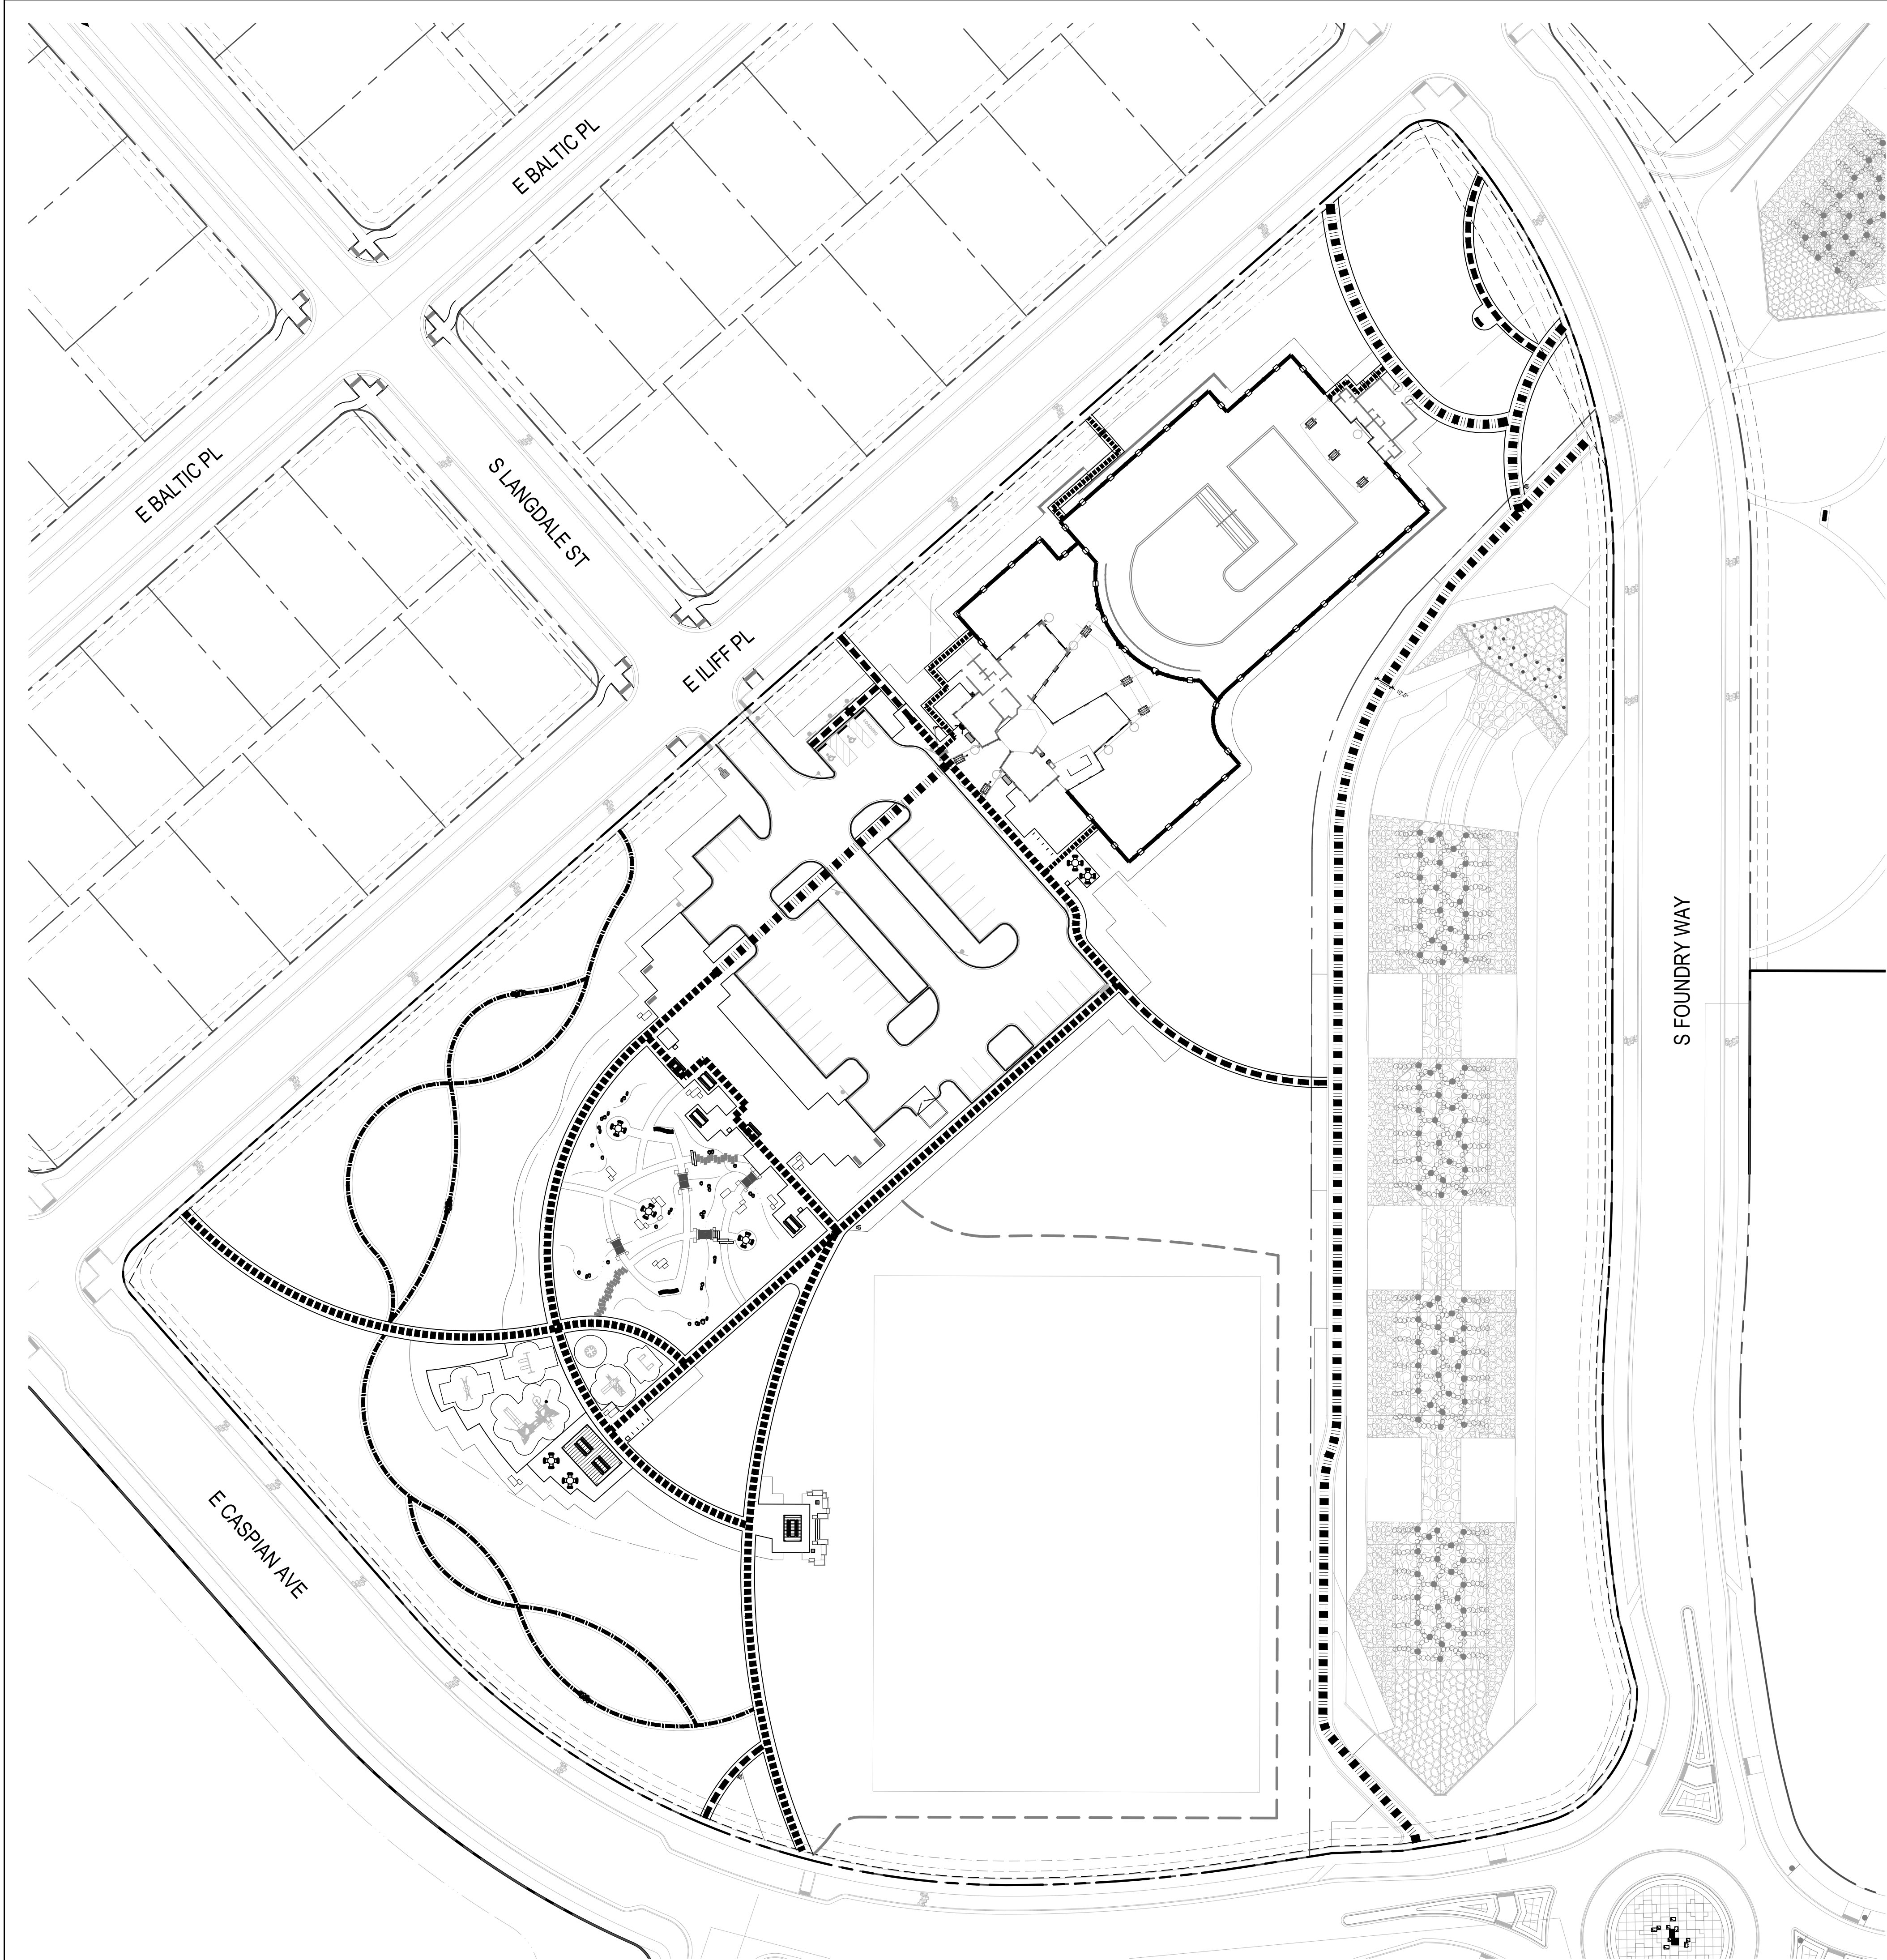 E BALTIC PL
E BALTIC PL
S LANGDALE ST
E ILIFF PL
S FOUNDRY WAY
E CASPIAN AVE